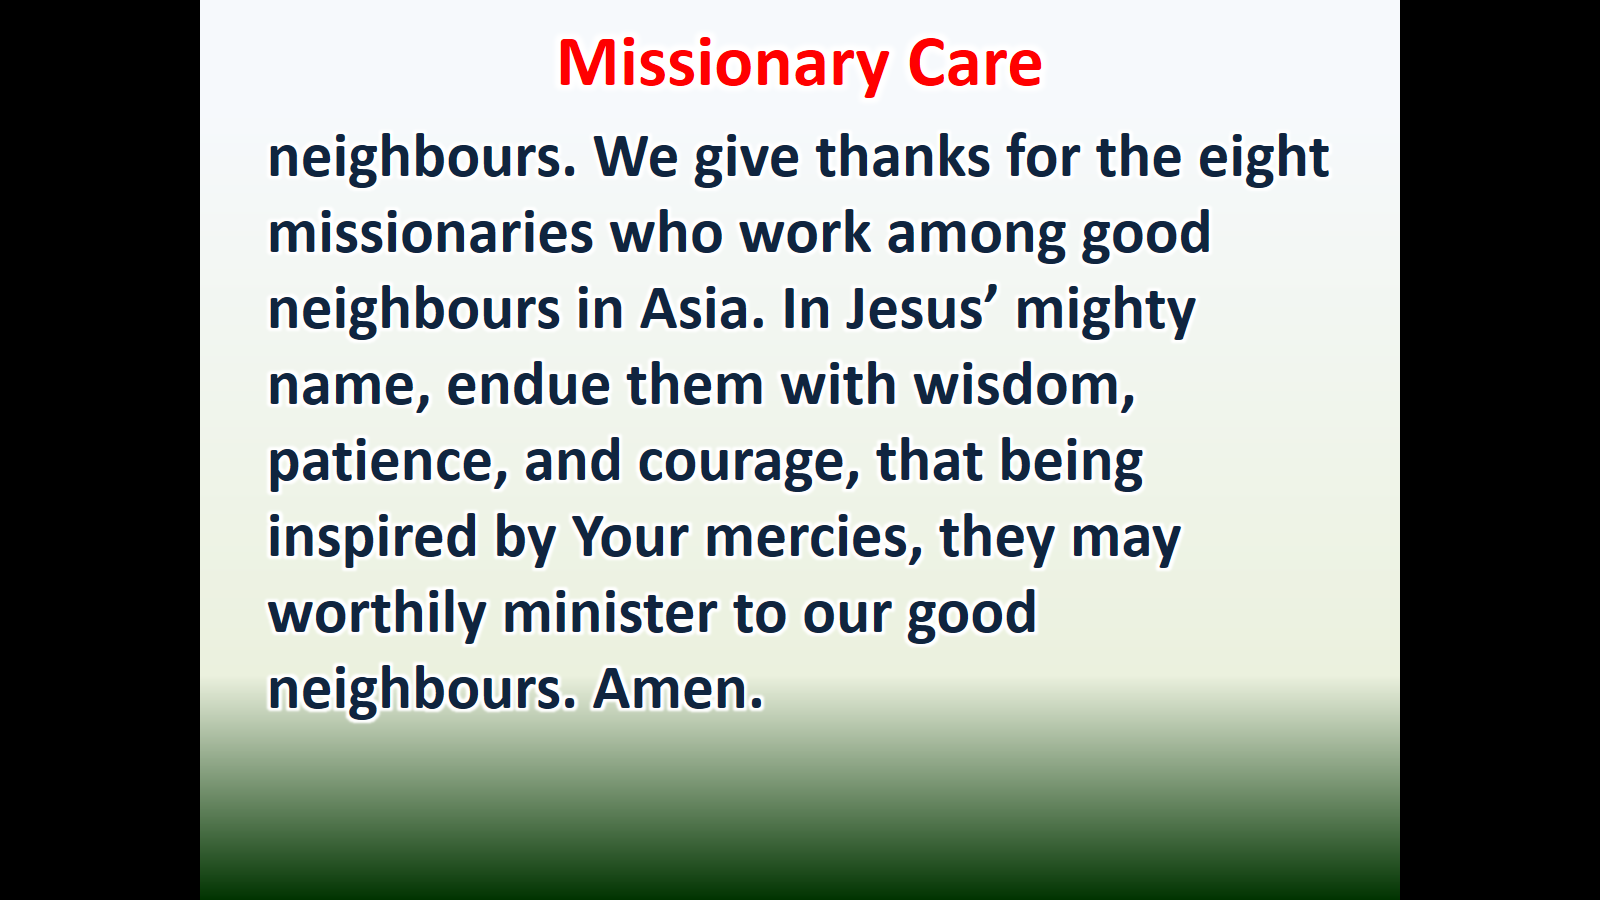 Missionary Care
neighbours. We give thanks for the eight
missionaries who work among good
neighbours in Asia. In Jesus’ mighty
name, endue them with wisdom,
patience, and courage, that being
inspired by Your mercies, they may
worthily minister to our good
neighbours. Amen.